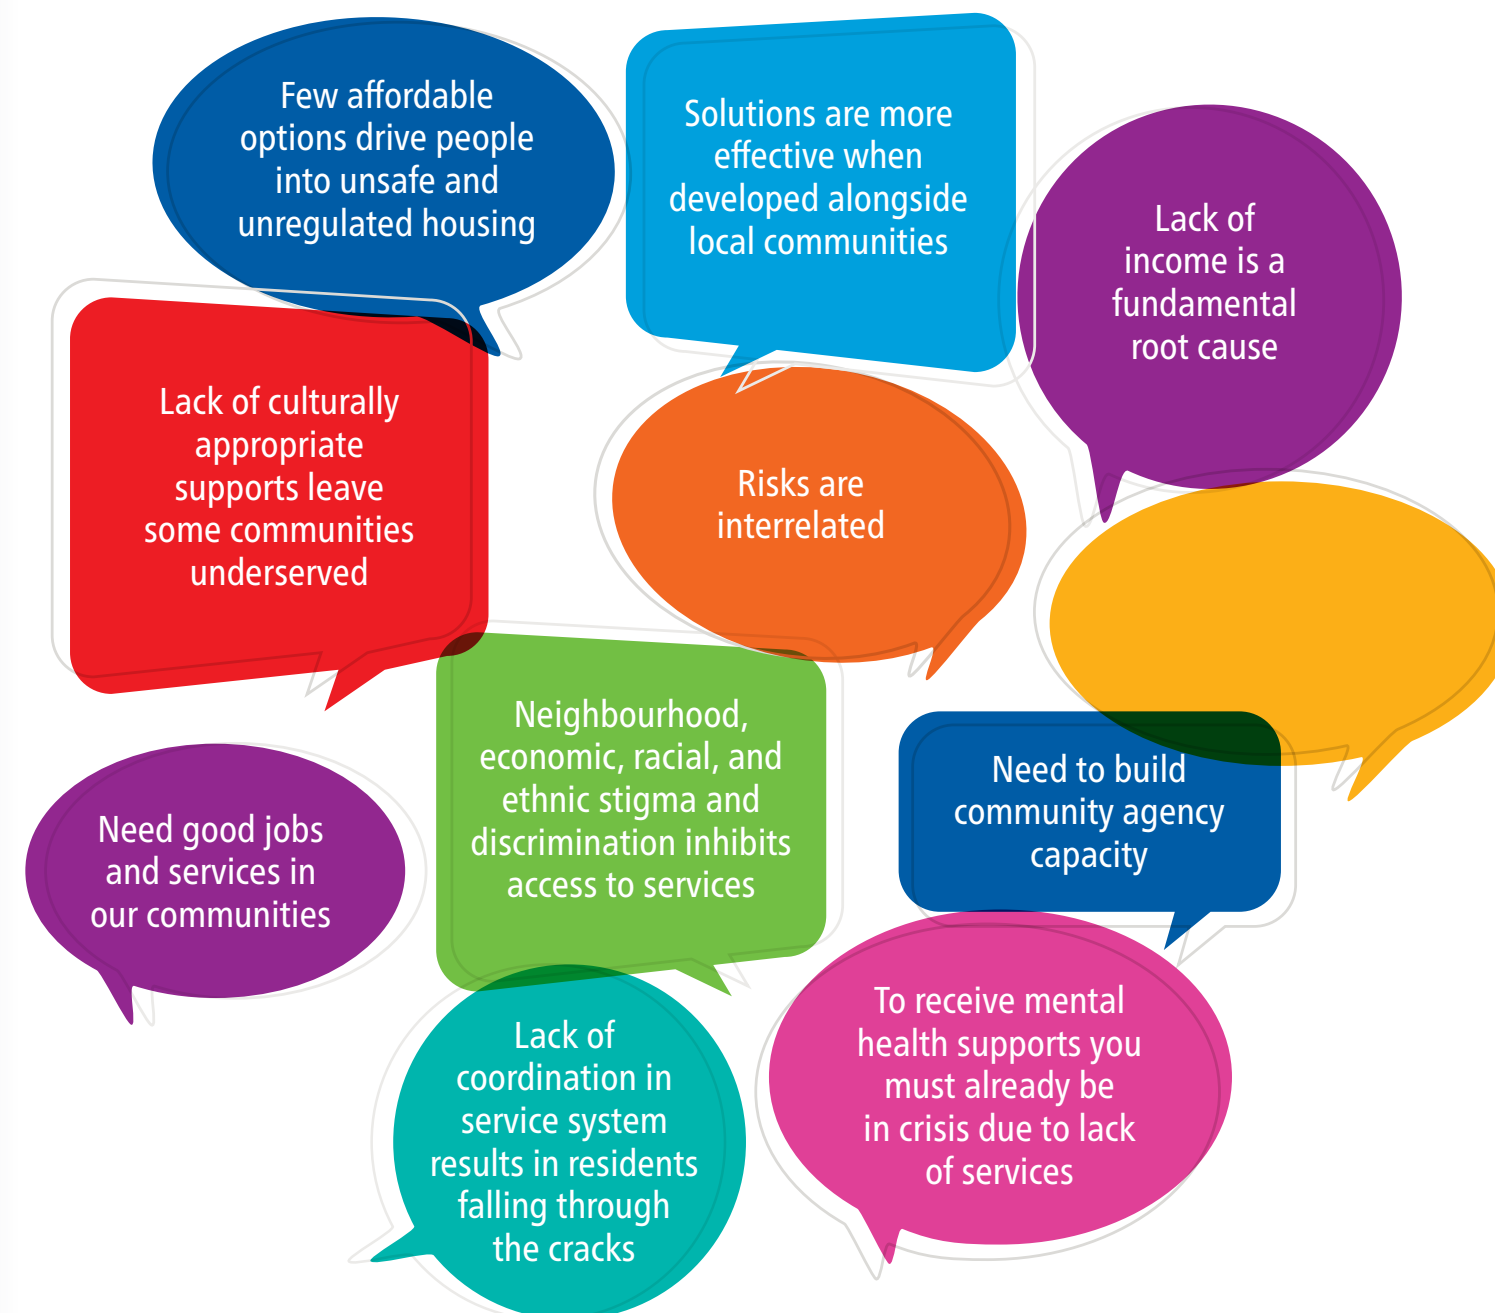 Few affordable
options drive people
into unsafe and
unregulated housing
Solutions are more
effective when
developed alongside
local communities
Lack of
income is a
fundamental
root cause
Lack of culturally
appropriate
supports leave
some communities
underserved
Risks are
interrelated
Neighbourhood,
economic, racial, and
ethnic stigma and
discrimination inhibits
access to services
Need to build
community agency
capacity
Need good jobs
and services in
our communities
Lack of
coordination in
service system
results in residents
falling through
the cracks
To receive mental
health supports you
must already be
in crisis due to lack
of services